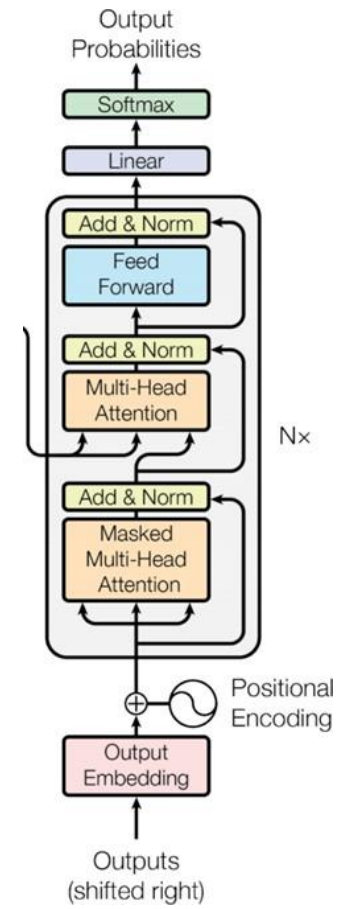 Output
Probabilities
Softmax
Linear
Add & Norm
Feed
Forward
Add & Norm
Multi-Head
Attention
N×
Add & Norm
Masked
Multi-Head
Attention
Positional
Encoding
Output
Embedding
Outputs
(shifted right)